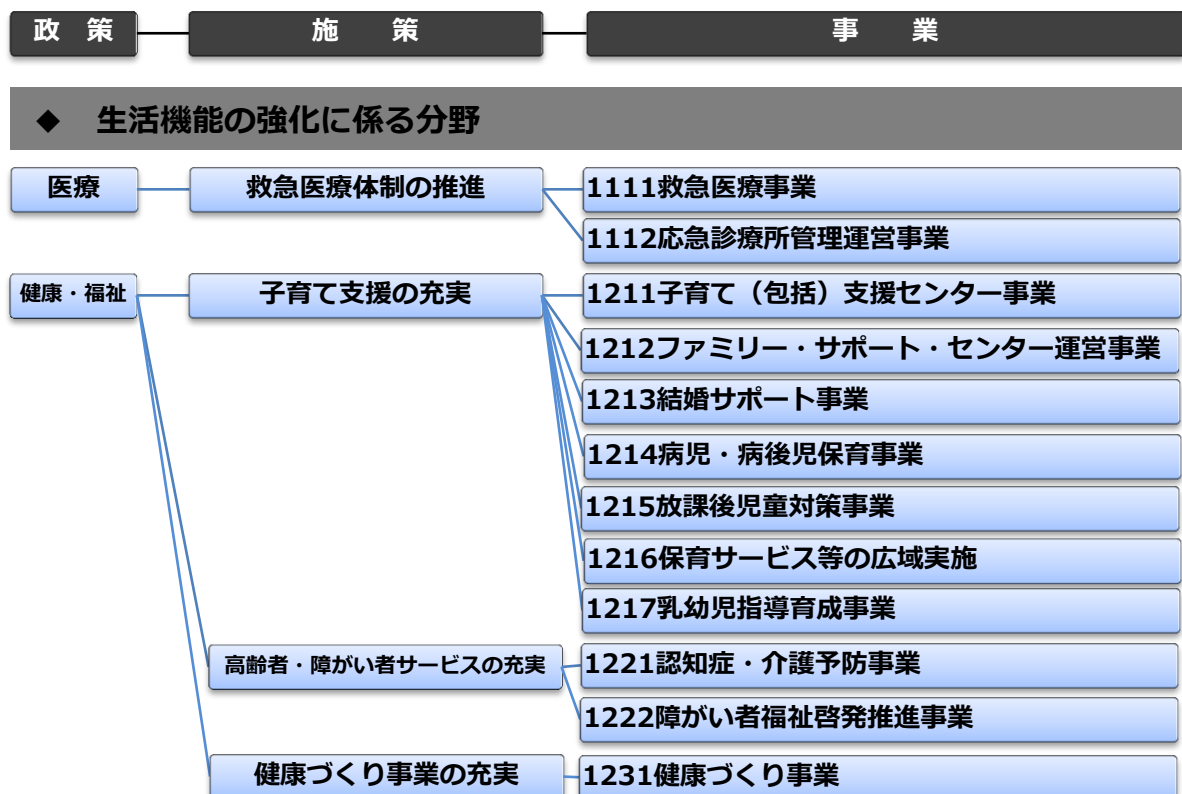 政　策　施　策　事　業
◆　生活機能の強化に係る分野
医療　救急医療体制の推進　1111救急医療事業
1112応急診療所管理運営事業
健康・福祉　子育て支援の充実　1211子育て（包括）支援センター事業
1212ファミリー・サポート・センター運営事業
1213結婚サポート事業
1214病児・病後児保育事業
1215放課後児童対策事業
1216保育サービス等の広域実施
1217乳幼児指導育成事業
高齢者・障がい者サービスの充実　1221認知症・介護予防事業
1222障がい者福祉啓発推進事業
健康づくり事業の充実　1231健康づくり事業